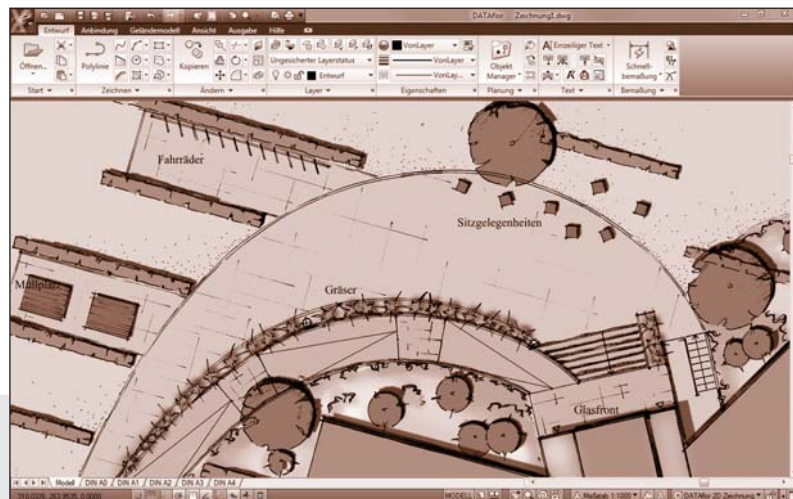 DATAflor Zeichnung1.dwg
Entwurf Anbindung Geländemodell Ansicht Ausgabe Hilfe
Öffnen...
Polylinie
Kopieren
Ungesicherter Layerstatus
Entwurf
VonLayer
VonLayer
VonLay...
Objekt
Manager
Einzeiliger Text
Schnell-
bemaßung
Start Zeichnen Ändern Layer Eigenschaften Planung Text Bemaßung
Fahrräder
Sitzgelegenheiten
Müllplatz
Gräser
Glasfront
Modell DIN A0 DIN A1 DIN A2 DIN A3 DIN A4
MODELL Maßstab 1:1000 DATAflor 2D Zeichnung